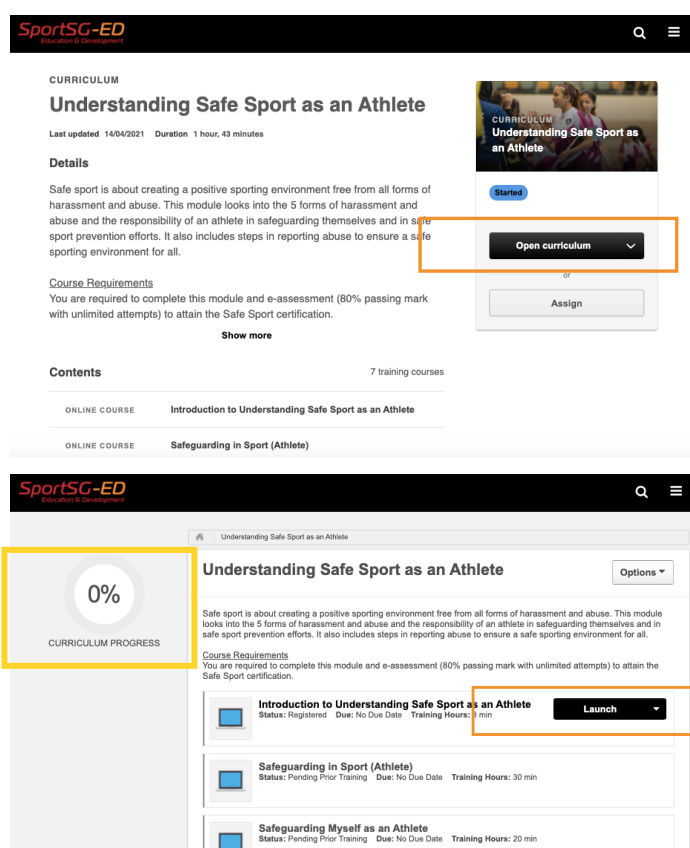 SportSG-ED
Education & Development
CURRICULUM
Understanding Safe Sport as an Athlete
Last updated 14/04/2021 Duration 1 hour, 43 minutes
Details
Safe sport is about creating a positive sporting environment free from all forms of
harassment and abuse. This module looks into the 5 forms of harassment and
abuse and the responsibility of an athlete in safeguarding themselves and in safe
sport prevention efforts. It also includes steps in reporting abuse to ensure a safe
sporting environment for all.
Course Requirements
You are required to complete this module and e-assessment (80% passing mark
with unlimited attempts) to attain the Safe Sport certification.
Show more
Contents 7 training courses
ONLINE COURSE Introduction to Understanding Safe Sport as an Athlete
ONLINE COURSE Safeguarding in Sport (Athlete)
CURRICULUM
Understanding Safe Sport as
an Athlete
Started
Open curriculum
or
Assign
SportSG-ED
Education & Development
Understanding Safe Sport as an Athlete
0%
CURRICULUM PROGRESS
Understanding Safe Sport as an Athlete
Options
Safe sport is about creating a positive sporting environment free from all forms of harassment and abuse. This module
looks into the 5 forms of harassment and abuse and the responsibility of an athlete in safeguarding themselves and in
safe sport prevention efforts. It also includes steps in reporting abuse to ensure a safe sporting environment for all.
Course Requirements
You are required to complete this module and e-assessment (80% passing mark with unlimited attempts) to attain the
Safe Sport certification.
Introduction to Understanding Safe Sport as an Athlete
Status: Registered Due: No Due Date Training Hours: min
Launch
Safeguarding in Sport (Athlete)
Status: Pending Prior Training Due: No Due Date Training Hours: 30 min
Safeguarding Myself as an Athlete
Status: Pending Prior Training Due: No Due Date Training Hours: 20 min